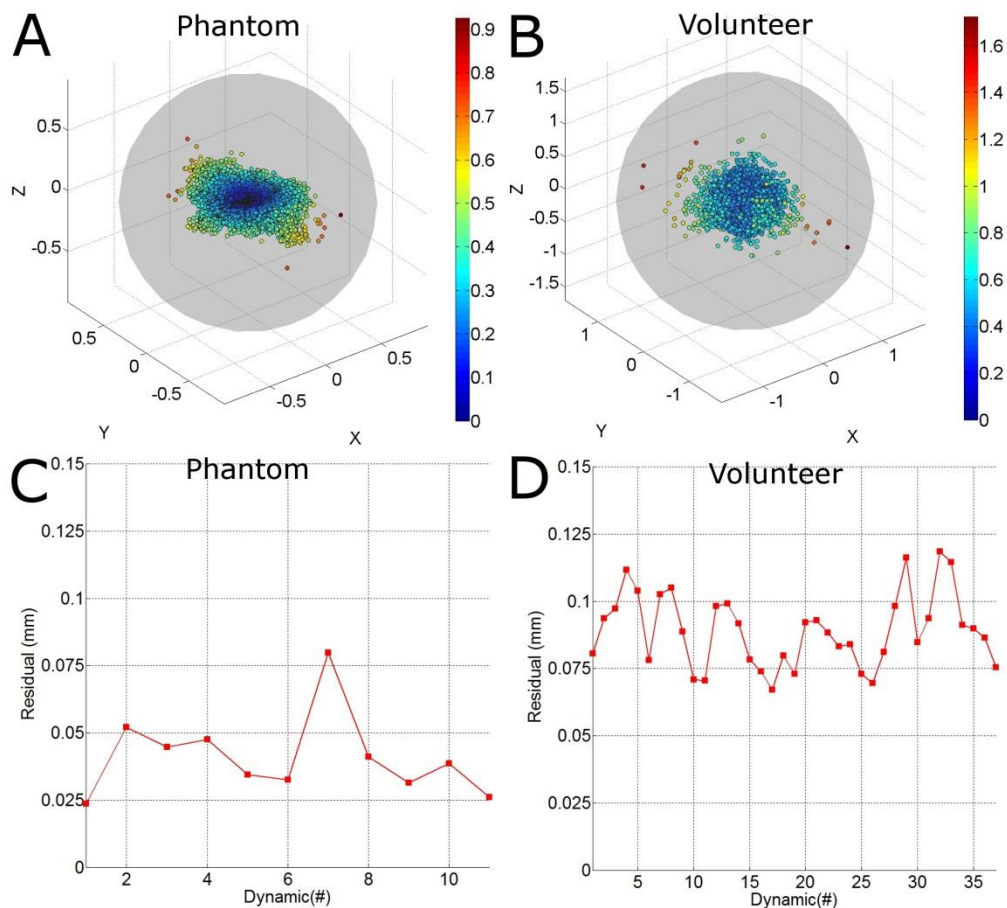 A
Phantom
0.5
0
-0.5
Z
0.5
0
-0.5
Y
-0.5
0
0.5
X
0.9
0.8
0.7
0.6
0.5
0.4
0.3
0.2
0.1
0
B
Volunteer
1.5
1
0.5
0
-0.5
-1
-1.5
Z
1
0
-1
Y
-1
0
1
X
1.6
1.4
1.2
1
0.8
0.6
0.4
0.2
0
C
Phantom
0.15
0.125
0.1
0.075
0.05
0.025
0
Residual (mm)
2 4 6 8 10
Dynamic(#)
D
Volunteer
0.15
0.125
0.1
0.075
0.05
0.025
0
Residual (mm)
5 10 15 20 25 30 35
Dynamic(#)